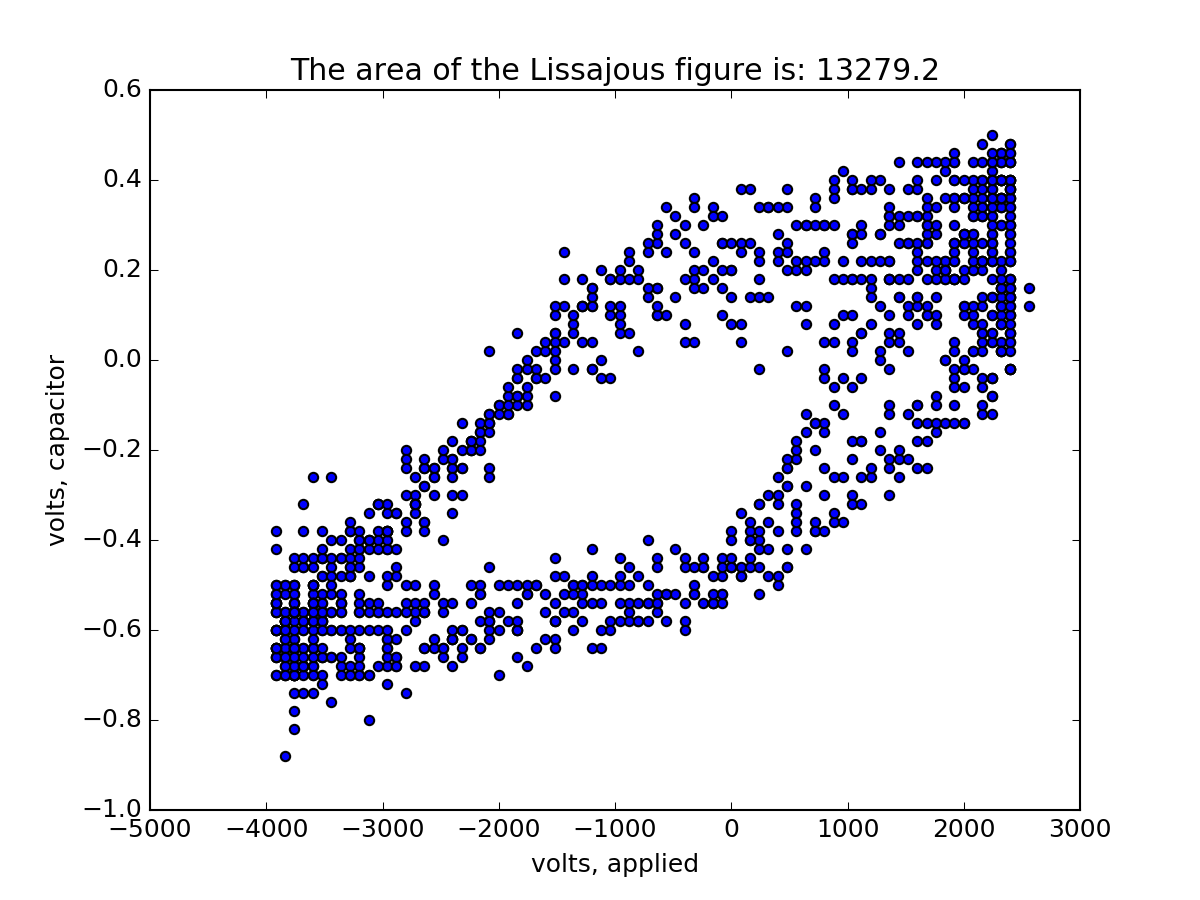 The area of the Lissajous figure is: 13279.2
0.6
0.4
0.2
0.0
−0.2
−0.4
−0.6
−0.8
−1.0
volts, capacitor
−5000 −4000 −3000 −2000 −1000 0 1000 2000 3000
volts, applied